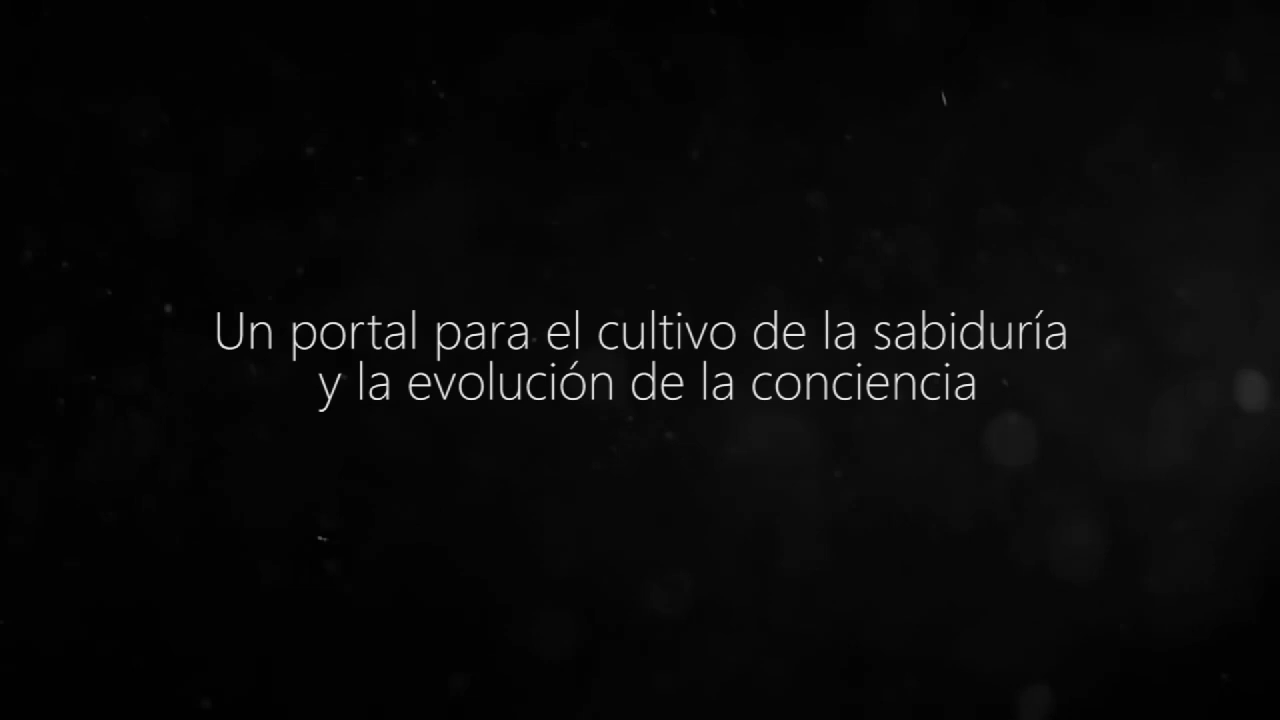 Un portal para el cultivo de la sabiduría
y la evolución de la conciencia